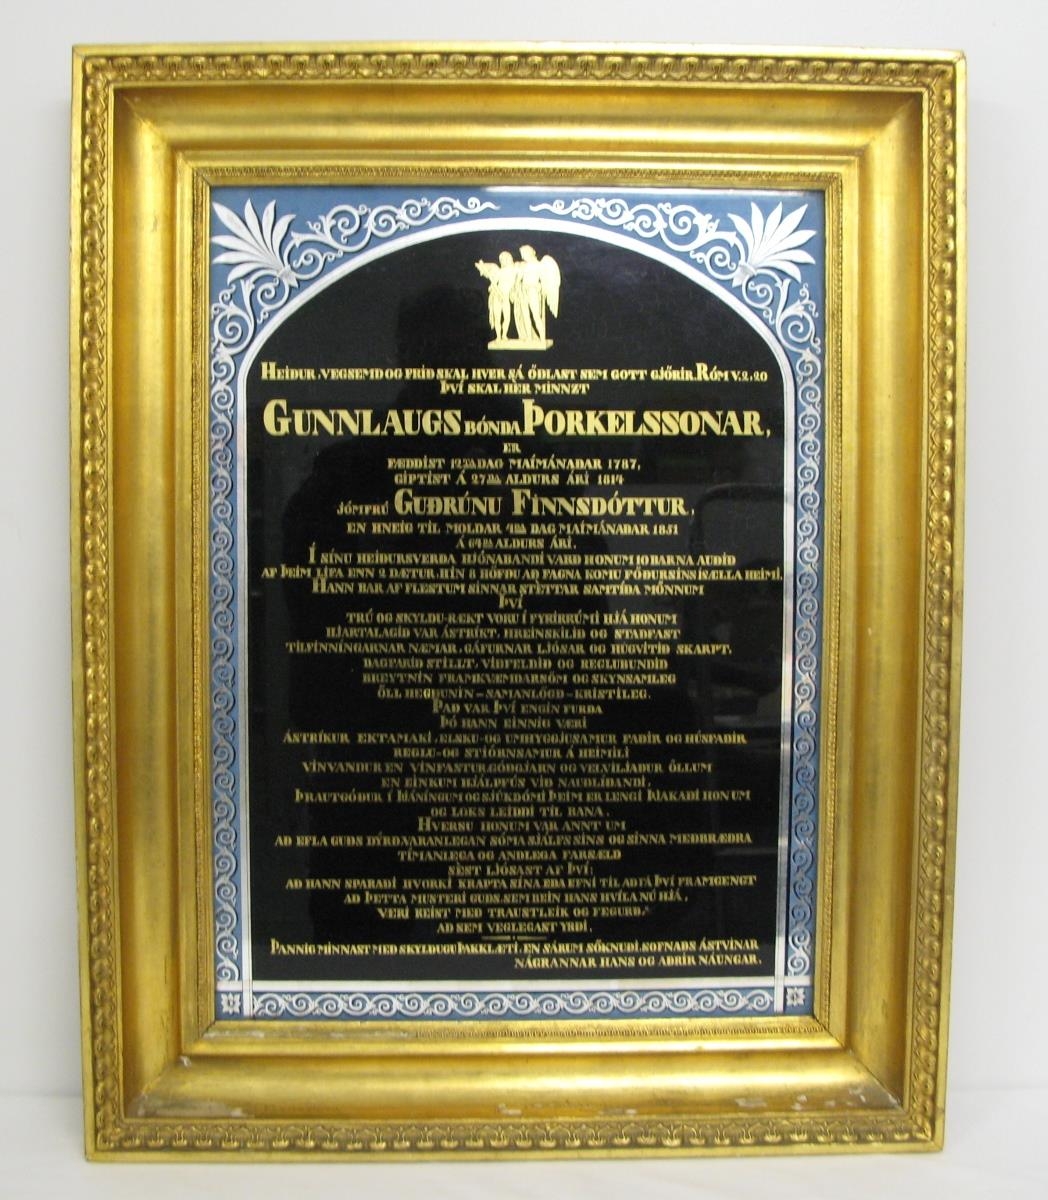 HEIÐUR, VEGSEMD OG FRIÐ SKAL HVER SÁ ÖÐLAST SEM GOTT GJÖRIR. RÓM V. 2, 20
ÞVÍ SKAL HÉR MINNZT
GUNNLAUGS BÓNDA ÞORKELSSONAR,
ER
FÆDDIST 12TA DAG MAÍMÁNAÐAR 1787,
GIPTIST Á 27DA ALDURS ÁRI 1814
JÓMFRÚ GUÐRÚNU FINNSDÓTTUR,
EN HNEIG TIL MOLDAR 4DA DAG MAÍMÁNAÐAR 1851
Á 64DA ALDURS ÁRI.
Í SÍNU HEIÐURSVERÐA HJÓNABANDI VARÐ HONUM 10 BARNA AUÐIÐ
AF ÞEIM LIFA ENN 2 DÆTUR. HIN 8 HÖFÐU AÐ FAGNA KOMU FÖÐURSINS Í SÆLLA HEIMI.
HANN BAR AF FLESTUM SINNAR STÉTTAR SAMTÍÐA MÖNNUM
ÞVÍ
TRÚ OG SKYLDU-RÆKT VORU Í FYRIRRÚMI HJÁ HONUM
HJARTALAGIÐ VAR ÁSTRÍKT, HREINSKILIÐ OG STAÐFAST
TILFINNÍNGARNAR NÆMAR, GÁFURNAR LJÓSAR OG HUGVITIÐ SKARPT.
DAGFARIÐ STILLT, VIÐFELDIÐ OG REGLUBUNDIÐ
BREYTNIN FRAMKVÆMDARSÖM OG SKYNSAMLEG
ÖLL HEGÐUNIN – SAMANLÖGÐ – KRISTILEG.
ÞAÐ VAR ÞVÍ ENGIN FURÐA
ÞÓ HANN EINNIG VÆRI
ÁSTRÍKUR EKTAMAKI, ELSKU- OG UMHYGGJUSAMUR FAÐIR OG HÚSFAÐIR
REGLU- OG STJÓRNSAMUR Á HEIMILI
VINVANDUR EN VINFASTUR, GÓÐGJARN OG VELVILJAÐUR ÖLLUM
EN EINKUM HJÁLPFÚS VIÐ NAUÐLÍÐANDI,
ÞRAUTGÓÐUR Í ÞJÁNÍNGUM OG SJÚKDÓMI ÞEIM ER LENGI ÞJAKAÐI HONUM
OG LOKS LEIDDI TIL BANA.
HVERSU HONUM VAR ANNT UM
AÐ EFLA GUÐS DÝRÐ, VARANLEGAN SÓMA SJÁLFS SÍNS OG SINNA MEÐBRÆÐRA
TÍMANLEGA OG ANDLEGA FARSÆLD
SÉST LJÓSAST AF ÞVÍ:
AÐ HANN SPARAÐI HVORKI KRAPTA SÍNA EÐA EFNI TIL AÐ FÁ ÞVÍ FRAMGENGT
AÐ ÞETTA MUSTERI GUÐS, SEM BEIN HANS HVÍLA NÚ HJÁ,
VERI REIST MEÐ TRAUSTLEIK OG FEGURÐ,
AÐ SEM VEGLEGAST YRÐI.
ÞANNIG MINNAST MEÐ SKYLDUGU ÞAKKLÆTI, EN SÁRUM SÖKNUÐI, SOFNAÐS ÁSTVINAR
NÁGRANNAR HANS OG AÐRIR NÁUNGAR.